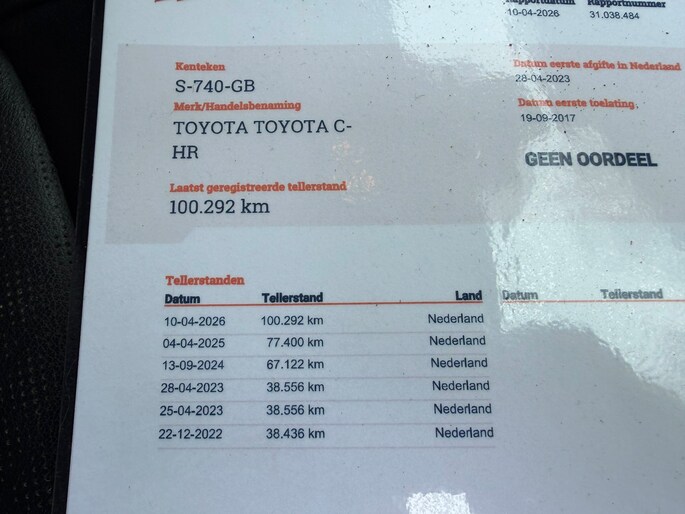 Rapportdatum Rapportnummer
10-04-2026 31.038.484
Kenteken
S-740-GB
Merk/Handelsbenaming
TOYOTA TOYOTA C-
HR
Laatst geregistreerde tellerstand
100.292 km
Datum eerste afgifte in Nederland
28-04-2023
Datum eerste toelating
19-09-2017
GEEN OORDEEL
Tellerstanden
Datum Tellerstand Land Datum Tellerstand
10-04-2026 100.292 km Nederland
04-04-2025 77.400 km Nederland
13-09-2024 67.122 km Nederland
28-04-2023 38.556 km Nederland
25-04-2023 38.556 km Nederland
22-12-2022 38.436 km Nederland